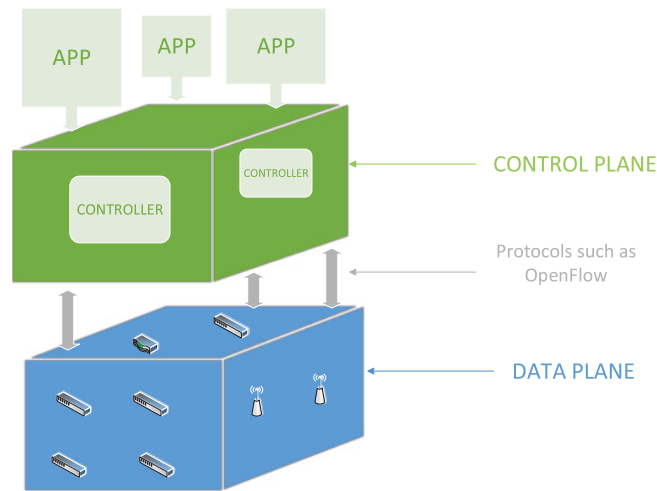 APP
APP
APP
CONTROLLER
CONTROLLER
CONTROL PLANE
Protocols such as
OpenFlow
DATA PLANE